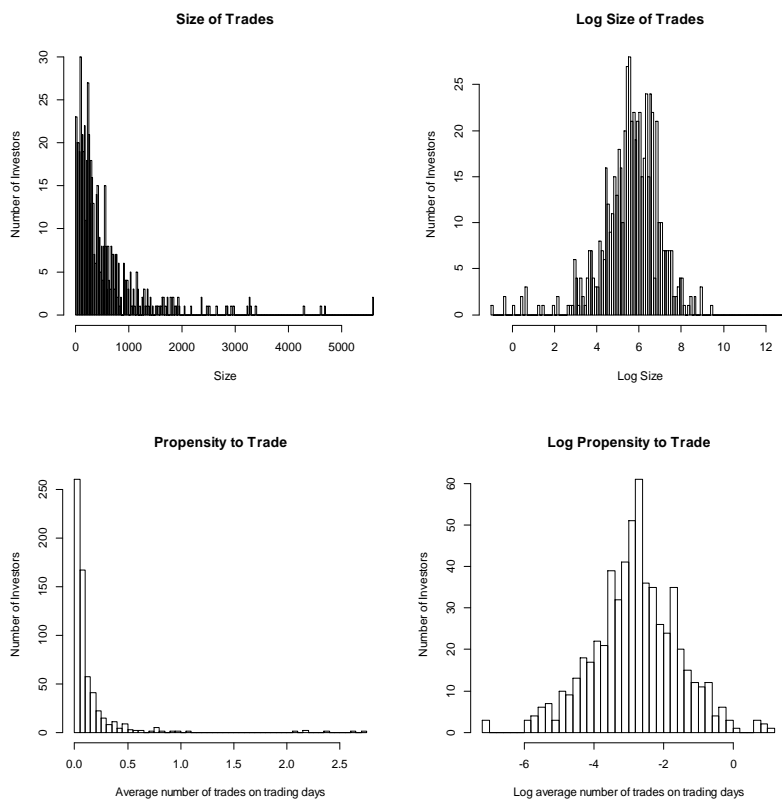 Size of Trades
Number of Investors
0 5 10 15 20 25 30
0 1000 2000 3000 4000 5000
Size
Log Size of Trades
Number of Investors
0 5 10 15 20 25
0 2 4 6 8 10 12
Log Size
Propensity to Trade
Number of Investors
0 50 100 150 200 250
0.0 0.5 1.0 1.5 2.0 2.5
Average number of trades on trading days
Log Propensity to Trade
Number of Investors
0 10 20 30 40 50 60
-6 -4 -2 0
Log average number of trades on trading days